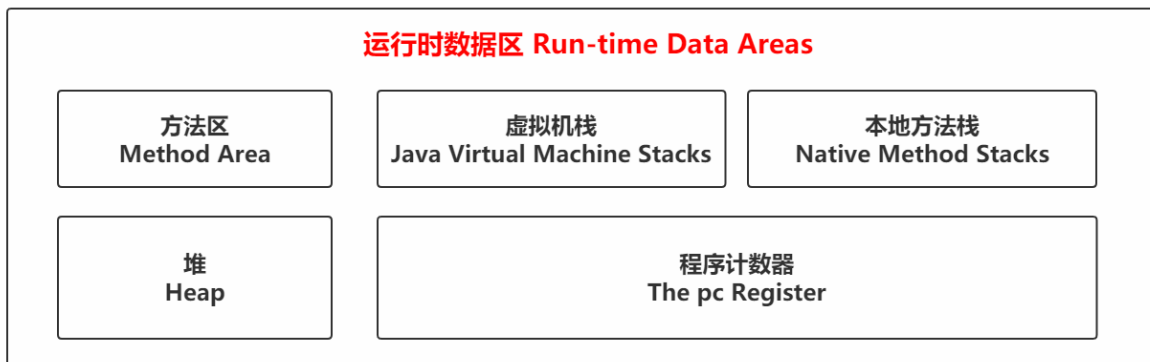 运行时数据区 Run-time Data Areas
方法区
Method Area
虚拟机栈
Java Virtual Machine Stacks
本地方法栈
Native Method Stacks
堆
Heap
程序计数器
The pc Register